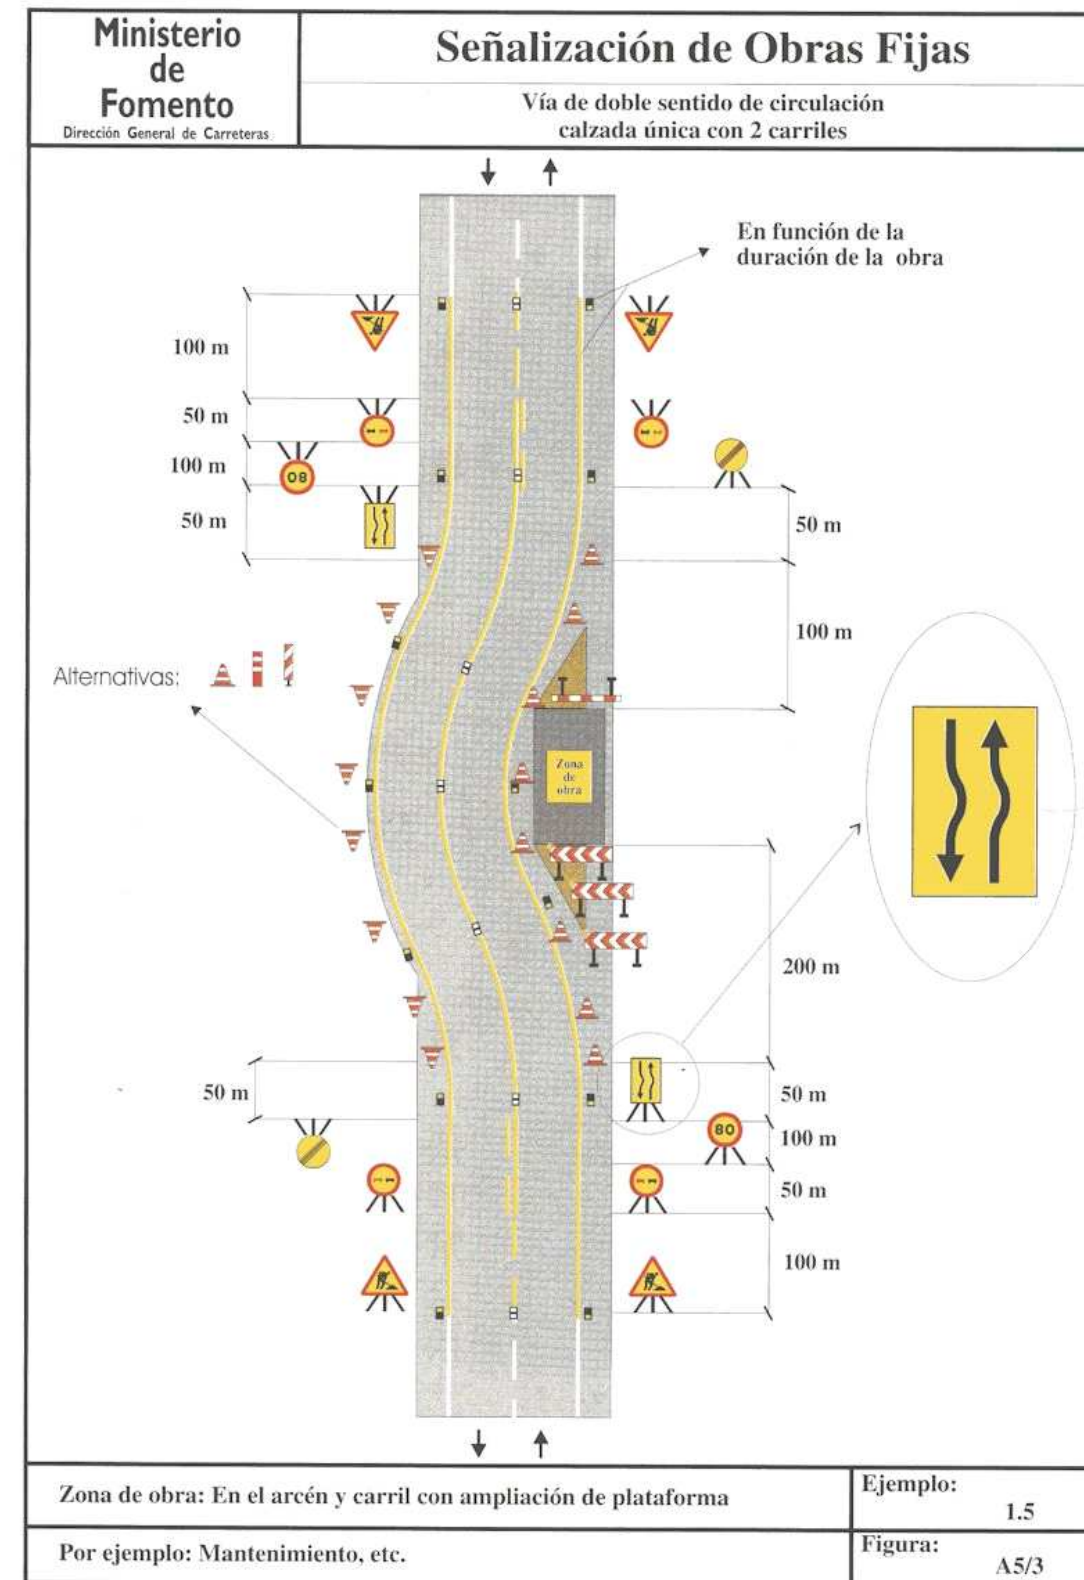 Ministerio
de
Fomento
Dirección General de Carreteras
Señalización de Obras Fijas
Vía de doble sentido de circulación
calzada única con 2 carriles
En función de la
duración de la obra
100 m
50 m
100 m
50 m
80
50 m
100 m
Alternativas:
Zona
de
obra
200 m
50 m
50 m
80
100 m
50 m
100 m
Zona de obra: En el arcén y carril con ampliación de plataforma
Ejemplo:
1.5
Por ejemplo: Mantenimiento, etc.
Figura:
A5/3